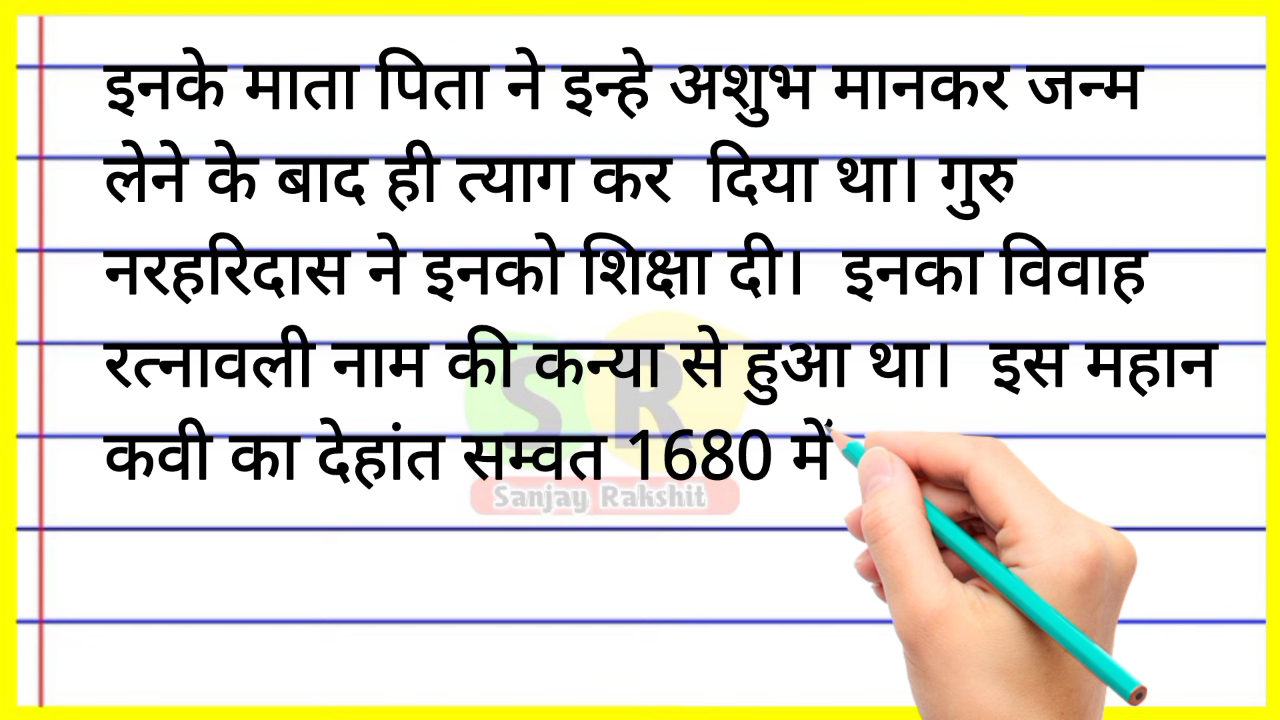 इनके माता पिता ने इन्हे अशुभ मानकर जन्म
लेने के बाद ही त्याग कर दिया था। गुरु
नरहरिदास ने इनको शिक्षा दी। इनका विवाह
रत्नावली नाम की कन्या से हुआ था। इस महान
कवी का देहांत सम्वत 1680 में
SR
Sanjay Rakshit